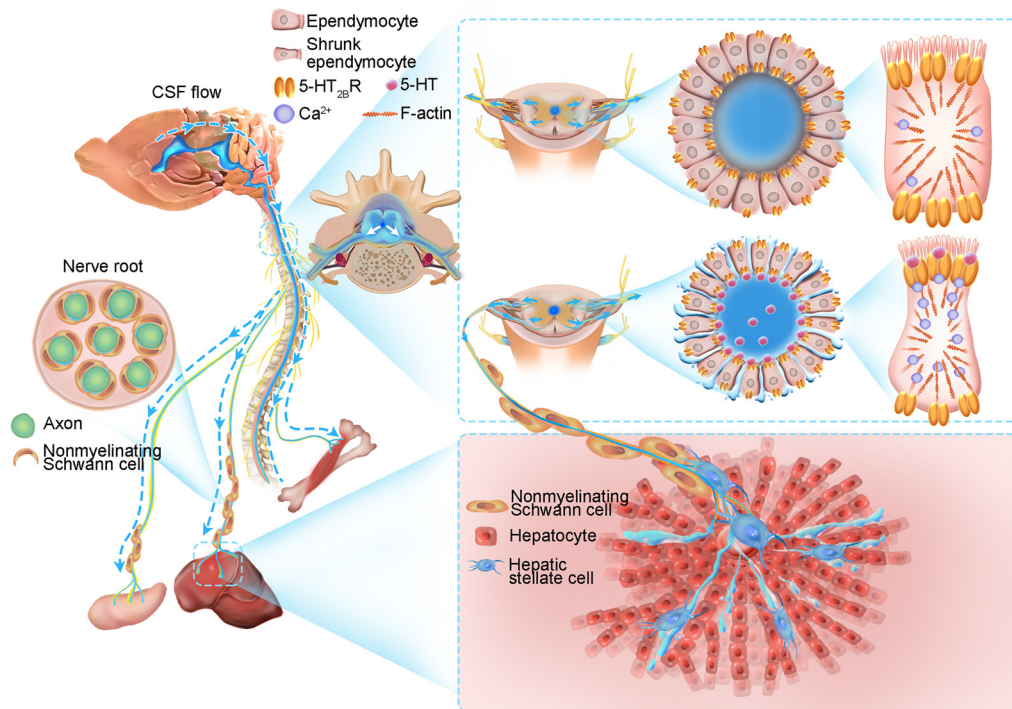 Ependymocyte
Shrunk
ependymocyte
5-HT2BR
5-HT
Ca2+
F-actin
CSF flow
Nerve root
Axon
Nonmyelinating
Schwann cell
Nonmyelinating
Schwann cell
Hepatocyte
Hepatic
stellate cell